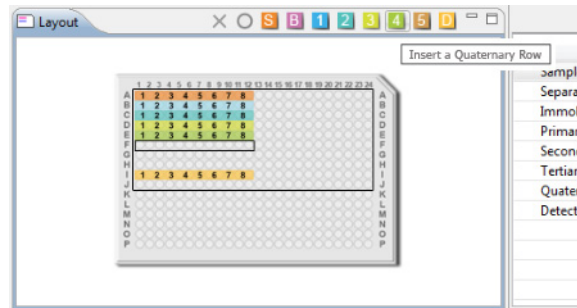 Layout
S B 1 2 3 4 5 D
Insert a Quaternary Row
Sampl
Separa
Immol
Primar
Second
Tertiar
Quater
Detect
1 2 3 4 5 6 7 8 9 10 11 12 13 14 15 16 17 18 19 20 21 22 23 24
A 1 2 3 4 5 6 7 8 A
B 1 2 3 4 5 6 7 8 B
C 1 2 3 4 5 6 7 8 C
D 1 2 3 4 5 6 7 8 D
E 1 2 3 4 5 6 7 8 E
F F
G G
H H
I 1 2 3 4 5 6 7 8 I
J J
K K
L L
M M
N N
O O
P P